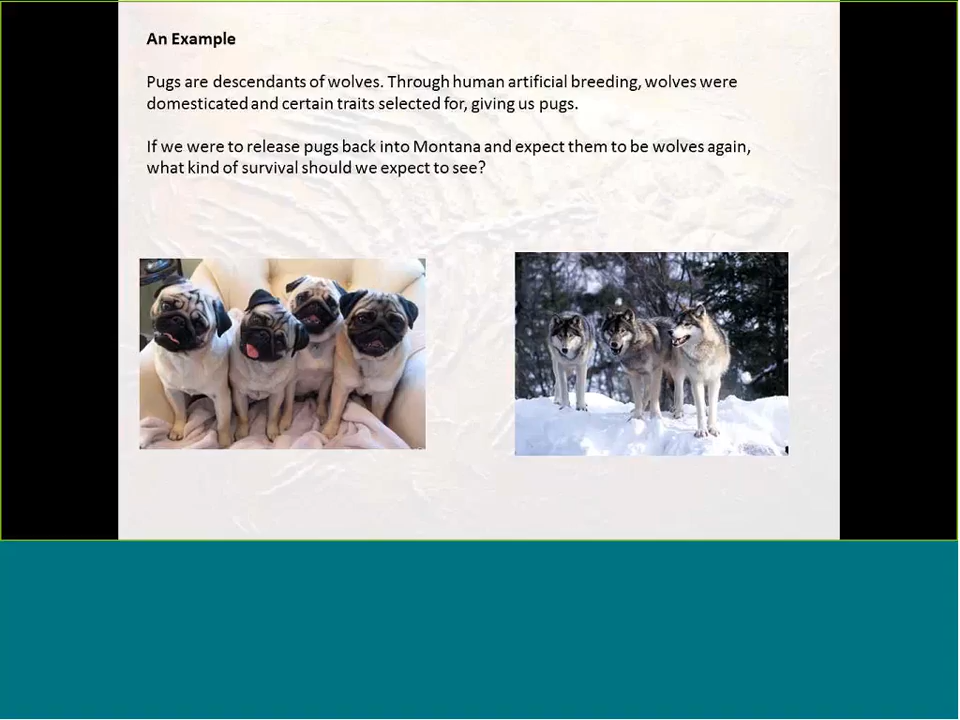 An Example
Pugs are descendants of wolves. Through human artificial breeding, wolves were
domesticated and certain traits selected for, giving us pugs.
If we were to release pugs back into Montana and expect them to be wolves again,
what kind of survival should we expect to see?